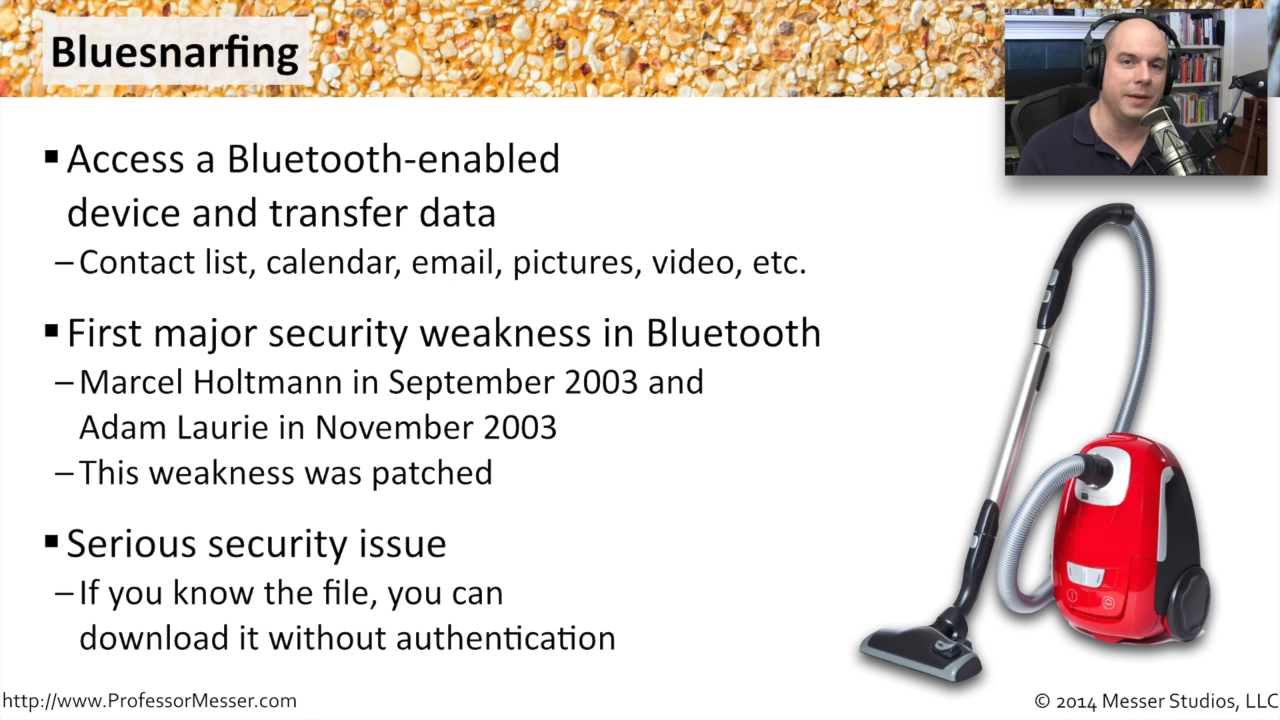 Bluesnarfing
▪ Access a Bluetooth-enabled
device and transfer data
– Contact list, calendar, email, pictures, video, etc.
▪ First major security weakness in Bluetooth
– Marcel Holtmann in September 2003 and
Adam Laurie in November 2003
– This weakness was patched
▪ Serious security issue
– If you know the file, you can
download it without authentication
http://www.ProfessorMesser.com
© 2014 Messer Studios, LLC